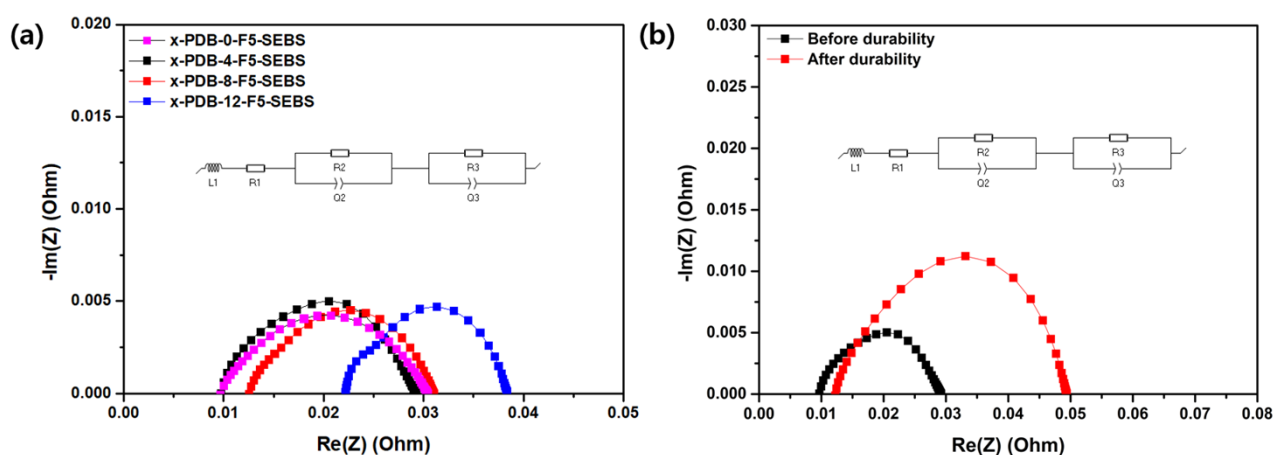 (a)
0.020
0.015
0.010
0.005
0.000
-Im(Z) (Ohm)
x-PDB-0-F5-SEBS
x-PDB-4-F5-SEBS
x-PDB-8-F5-SEBS
x-PDB-12-F5-SEBS
L1 R1 R2 Q2 R3 Q3
0.00 0.01 0.02 0.03 0.04 0.05
Re(Z) (Ohm)
(b)
0.030
0.025
0.020
0.015
0.010
0.005
0.000
-Im(Z) (Ohm)
Before durability
After durability
L1 R1 R2 Q2 R3 Q3
0.00 0.01 0.02 0.03 0.04 0.05 0.06 0.07 0.08
Re(Z) (Ohm)